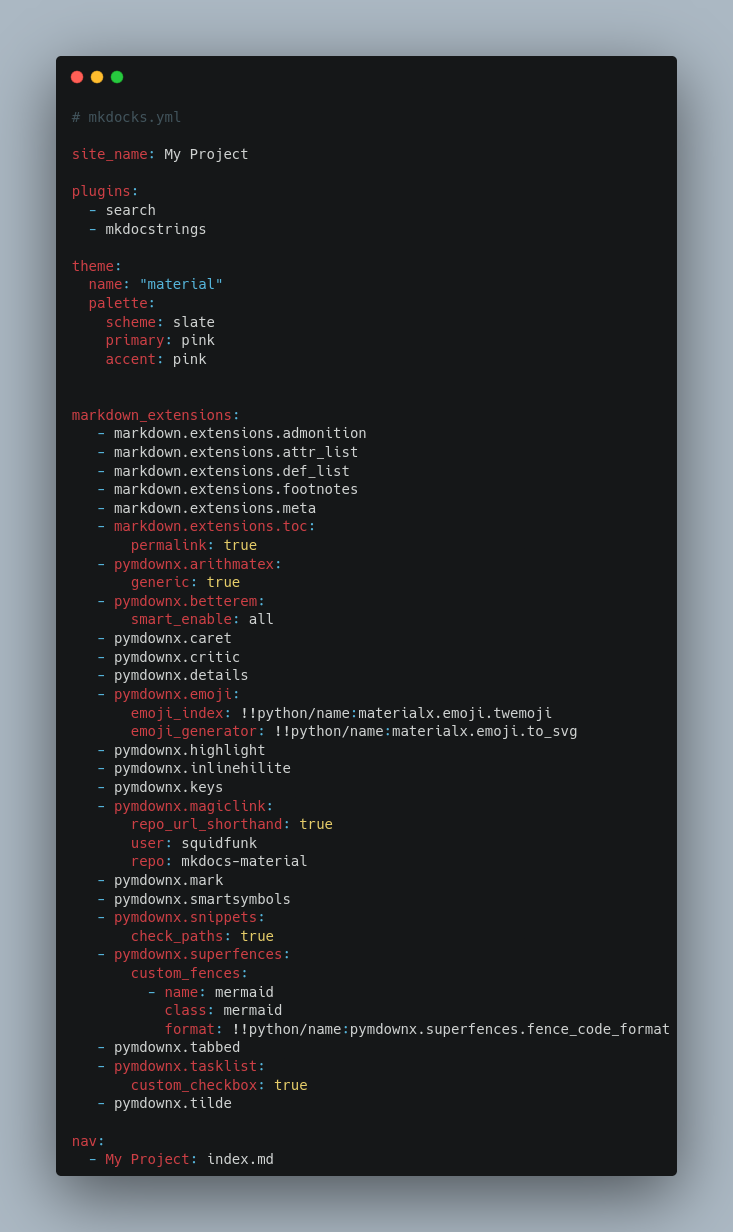 # mkdocks.yml
site_name: My Project
plugins:
  - search
  - mkdocstrings
theme:
  name: "material"
  palette:
    scheme: slate
    primary: pink
    accent: pink
markdown_extensions:
   - markdown.extensions.admonition
   - markdown.extensions.attr_list
   - markdown.extensions.def_list
   - markdown.extensions.footnotes
   - markdown.extensions.meta
   - markdown.extensions.toc:
       permalink: true
   - pymdownx.arithmatex:
       generic: true
   - pymdownx.betterem:
       smart_enable: all
   - pymdownx.caret
   - pymdownx.critic
   - pymdownx.details
   - pymdownx.emoji:
       emoji_index: !!python/name:materialx.emoji.twemoji
       emoji_generator: !!python/name:materialx.emoji.to_svg
   - pymdownx.highlight
   - pymdownx.inlinehilite
   - pymdownx.keys
   - pymdownx.magiclink:
       repo_url_shorthand: true
       user: squidfunk
       repo: mkdocs-material
   - pymdownx.mark
   - pymdownx.smartsymbols
   - pymdownx.snippets:
       check_paths: true
   - pymdownx.superfences:
       custom_fences:
         - name: mermaid
           class: mermaid
           format: !!python/name:pymdownx.superfences.fence_code_format
   - pymdownx.tabbed
   - pymdownx.tasklist:
       custom_checkbox: true
   - pymdownx.tilde
nav:
  - My Project: index.md